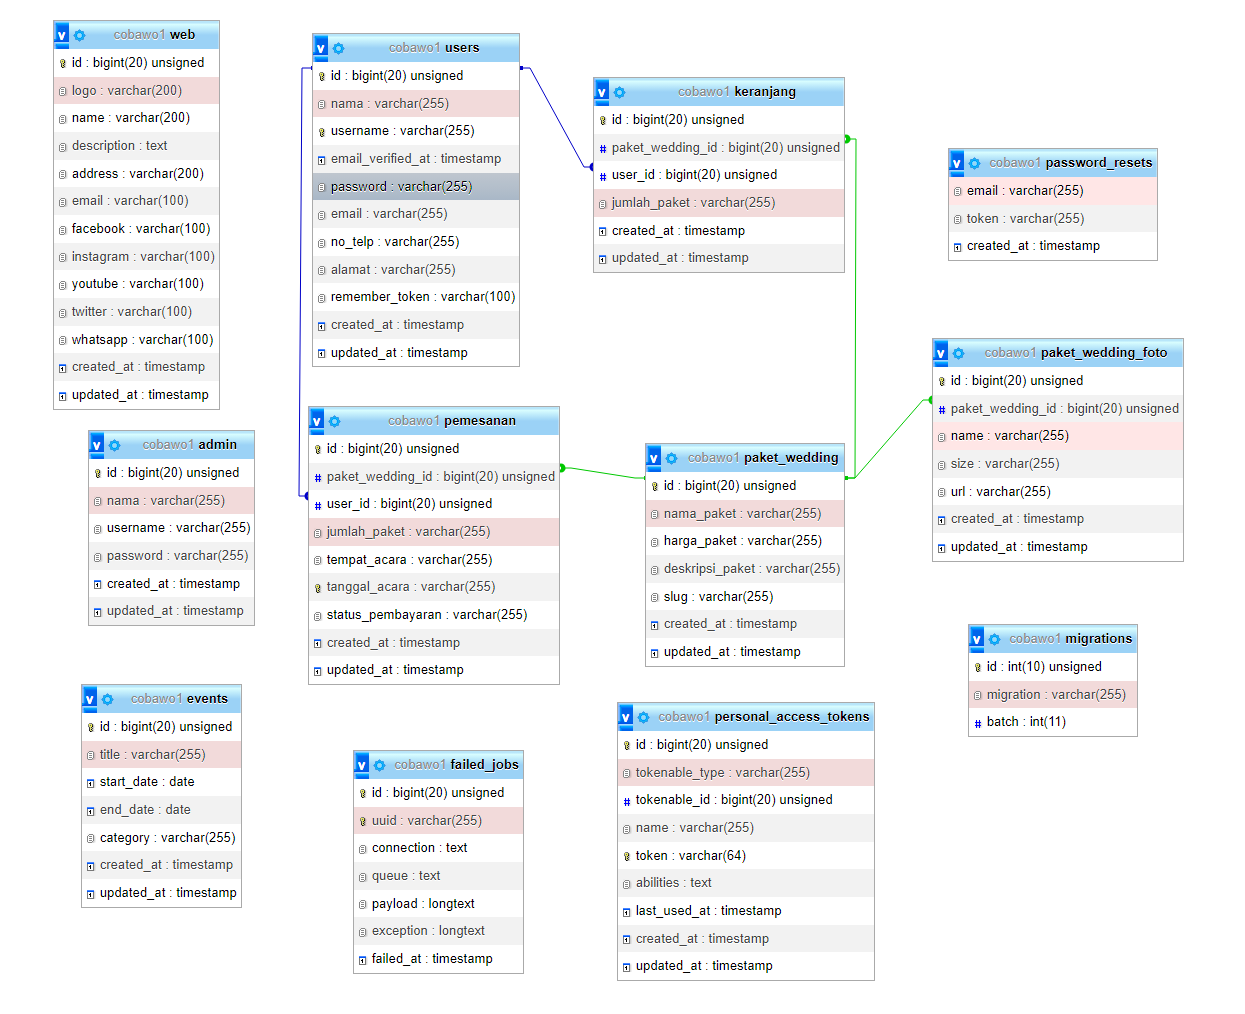 cobawo1 web
id : bigint(20) unsigned
logo : varchar(200)
name : varchar(200)
description : text
address : varchar(200)
email : varchar(100)
facebook : varchar(100)
instagram : varchar(100)
youtube : varchar(100)
twitter : varchar(100)
whatsapp : varchar(100)
created_at : timestamp
updated_at : timestamp
cobawo1 users
id : bigint(20) unsigned
nama : varchar(255)
username : varchar(255)
email_verified_at : timestamp
password : varchar(255)
email : varchar(255)
no_telp : varchar(255)
alamat : varchar(255)
remember_token : varchar(100)
created_at : timestamp
updated_at : timestamp
cobawo1 keranjang
id : bigint(20) unsigned
paket_wedding_id : bigint(20) unsigned
user_id : bigint(20) unsigned
jumlah_paket : varchar(255)
created_at : timestamp
updated_at : timestamp
cobawo1 password_resets
email : varchar(255)
token : varchar(255)
created_at : timestamp
cobawo1 paket_wedding_foto
id : bigint(20) unsigned
paket_wedding_id : bigint(20) unsigned
name : varchar(255)
size : varchar(255)
url : varchar(255)
created_at : timestamp
updated_at : timestamp
cobawo1 admin
id : bigint(20) unsigned
nama : varchar(255)
username : varchar(255)
password : varchar(255)
created_at : timestamp
updated_at : timestamp
cobawo1 pemesanan
id : bigint(20) unsigned
paket_wedding_id : bigint(20) unsigned
user_id : bigint(20) unsigned
jumlah_paket : varchar(255)
tempat_acara : varchar(255)
tanggal_acara : varchar(255)
status_pembayaran : varchar(255)
created_at : timestamp
updated_at : timestamp
cobawo1 paket_wedding
id : bigint(20) unsigned
nama_paket : varchar(255)
harga_paket : varchar(255)
deskripsi_paket : varchar(255)
slug : varchar(255)
created_at : timestamp
updated_at : timestamp
cobawo1 migrations
id : int(10) unsigned
migration : varchar(255)
batch : int(11)
cobawo1 events
id : bigint(20) unsigned
title : varchar(255)
start_date : date
end_date : date
category : varchar(255)
created_at : timestamp
updated_at : timestamp
cobawo1 failed_jobs
id : bigint(20) unsigned
uuid : varchar(255)
connection : text
queue : text
payload : longtext
exception : longtext
failed_at : timestamp
cobawo1 personal_access_tokens
id : bigint(20) unsigned
tokenable_type : varchar(255)
tokenable_id : bigint(20) unsigned
name : varchar(255)
token : varchar(64)
abilities : text
last_used_at : timestamp
created_at : timestamp
updated_at : timestamp